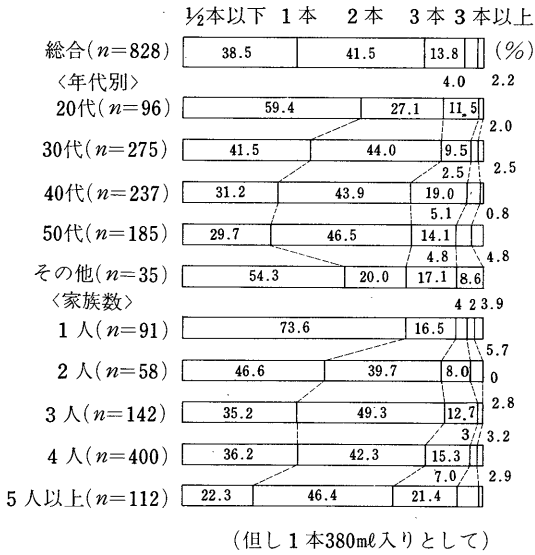 ½本以下 1本 2本 3本 3本以上
総合(n=828) 38.5 41.5 13.8 (%)
〈年代別〉 4.0 2.2
20代(n=96) 59.4 27.1 11.5
2.0
30代(n=275) 41.5 44.0 9.5
2.5 2.5
40代(n=237) 31.2 43.9 19.0
5.1 0.8
50代(n=185) 29.7 46.5 14.1
4.8 4.8
その他(n=35) 54.3 20.0 17.1 8.6
〈家族数〉 4 2 3.9
1人(n=91) 73.6 16.5
5.7
2人(n=58) 46.6 39.7 8.0 0
2.8
3人(n=142) 35.2 49.3 12.7
3 3.2
4人(n=400) 36.2 42.3 15.3
7.0 2.9
5人以上(n=112) 22.3 46.4 21.4
(但し1本380mℓ入りとして)